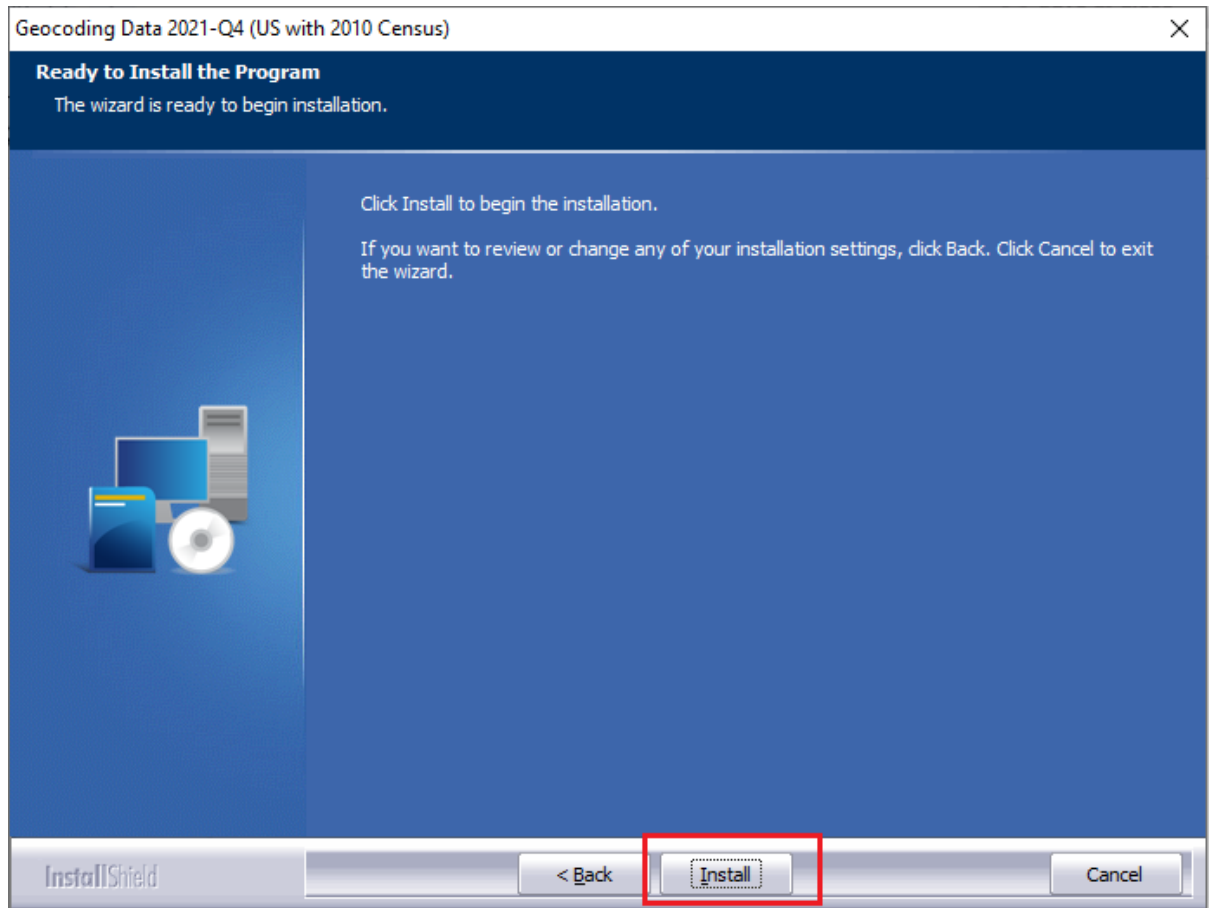 Geocoding Data 2021-Q4 (US with 2010 Census)
Ready to Install the Program
The wizard is ready to begin installation.
Click Install to begin the installation.
If you want to review or change any of your installation settings, click Back. Click Cancel to exit
the wizard.
InstallShield
< Back
Install
Cancel